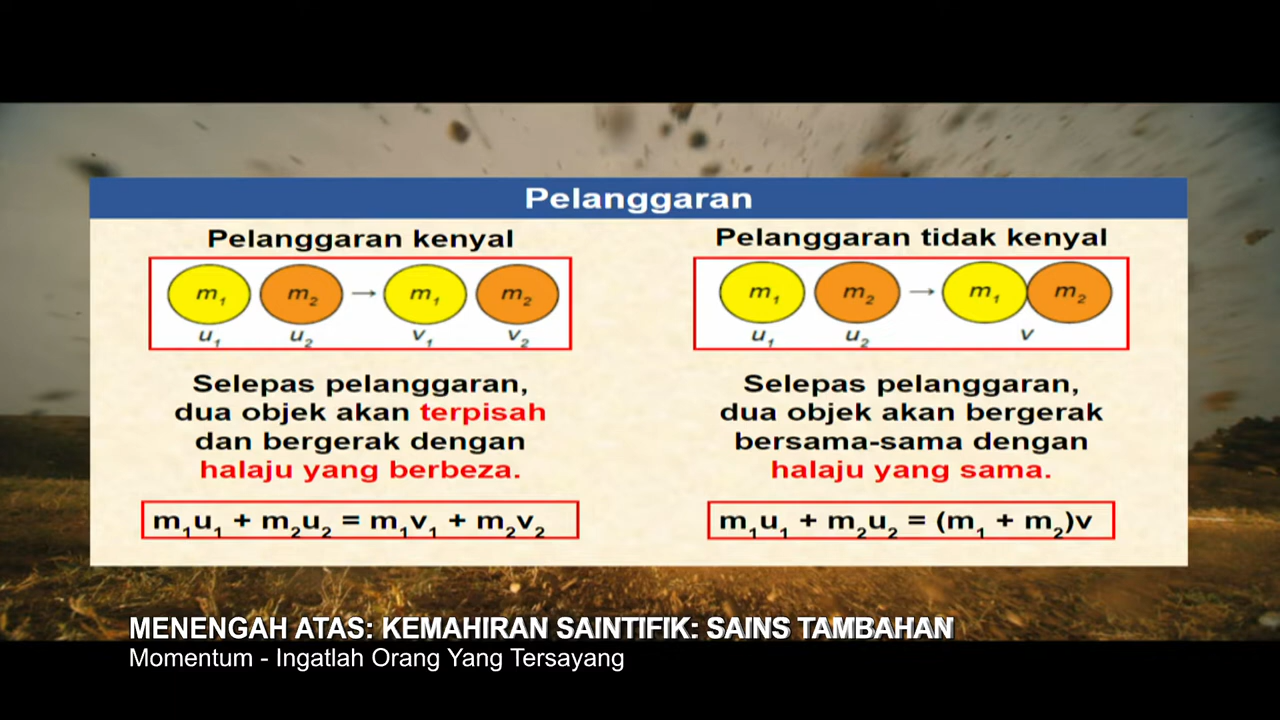 Pelanggaran
Pelanggaran kenyal
m₁ m₂ → m₁ m₂
u₁ u₂ v₁ v₂
Selepas pelanggaran,
dua objek akan terpisah
dan bergerak dengan
halaju yang berbeza.
m₁u₁ + m₂u₂ = m₁v₁ + m₂v₂
Pelanggaran tidak kenyal
m₁ m₂ → m₁ m₂
u₁ u₂ v
Selepas pelanggaran,
dua objek akan bergerak
bersama-sama dengan
halaju yang sama.
m₁u₁ + m₂u₂ = (m₁ + m₂)v
MENENGAH ATAS: KEMAHIRAN SAINTIFIK: SAINS TAMBAHAN
Momentum - Ingatlah Orang Yang Tersayang